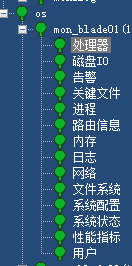 os
mon_blade01(1
处理器
磁盘IO
告警
关键文件
进程
路由信息
内存
日志
网络
文件系统
系统配置
系统状态
性能指标
用户